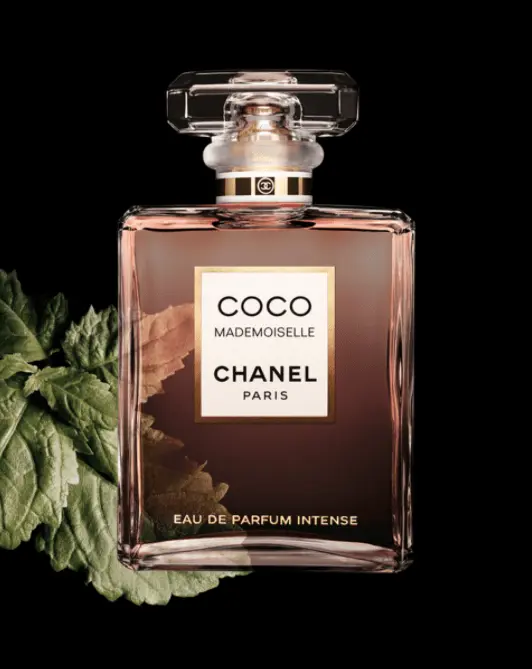 COCO
MADEMOISELLE
CHANEL
PARIS
EAU DE PARFUM INTENSE